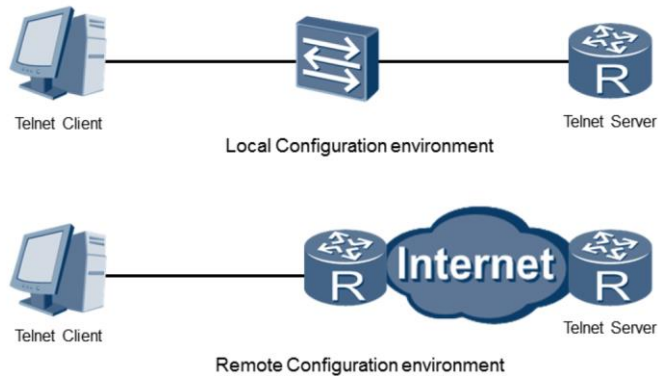 R
Telnet Client
Telnet Server
Local Configuration environment
R
Internet
R
Telnet Client
Telnet Server
Remote Configuration environment